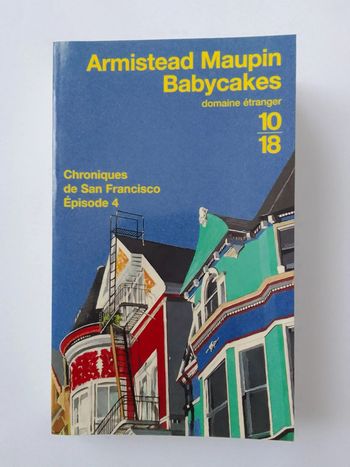 Armistead Maupin
Babycakes
domaine étranger
10
18
Chroniques
de San Francisco
Épisode 4